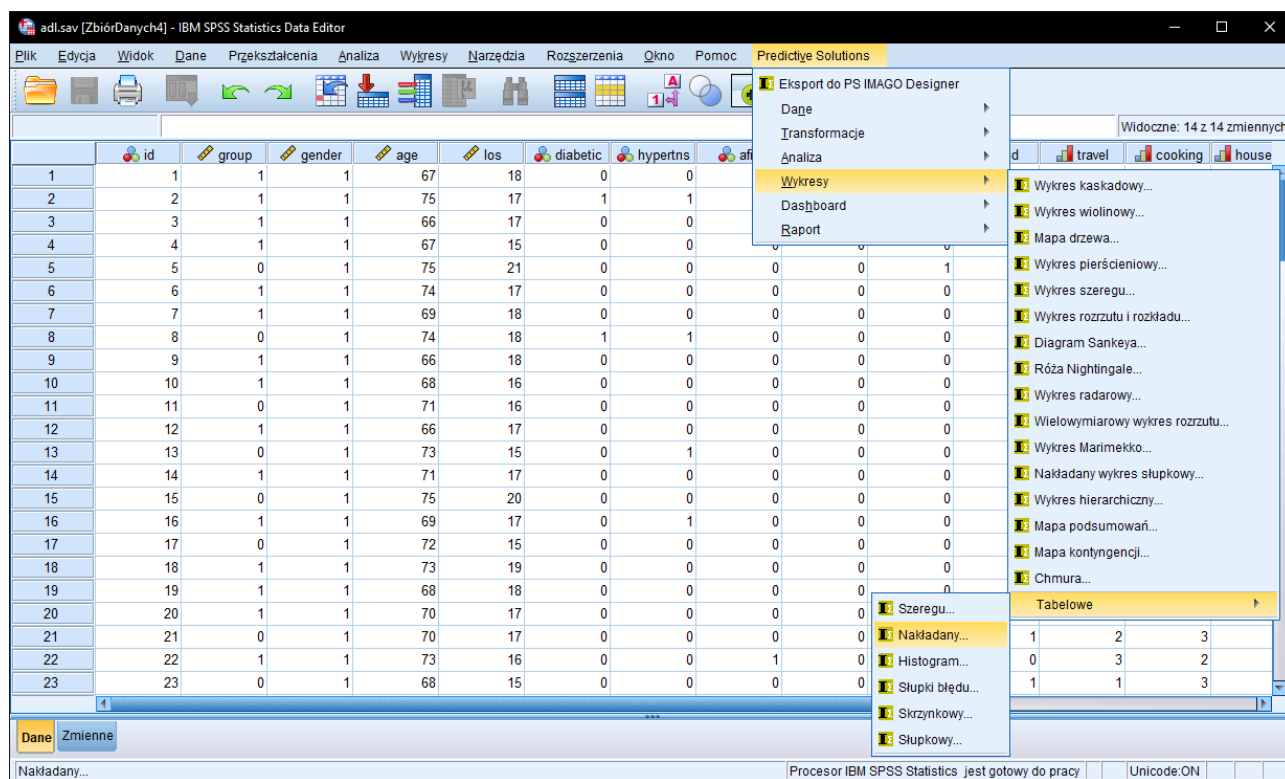 adl.sav [ZbiórDanych4] - IBM SPSS Statistics Data Editor
Plik Edycja Widok Dane Przekształcenia Analiza Wykresy Narzędzia Rozszerzenia Okno Pomoc Predictive Solutions
Eksport do PS IMAGO Designer
Dane
Transformacje
Analiza
Wykresy
Dashboard
Raport
Widoczne: 14 z 14 zmiennych
id group gender age los diabetic hypertns afi d travel cooking house
1 1 1 1 67 18 0 0
2 2 1 1 75 17 1 1
3 3 1 1 66 17 0 0
4 4 1 1 67 15 0 0 0 0 0
5 5 0 1 75 21 0 0 0 0 1
6 6 1 1 74 17 0 0 0 0 0
7 7 1 1 69 18 0 0 0 0 0
8 8 0 1 74 18 1 1 0 0 0
9 9 1 1 66 18 0 0 0 0 0
10 10 1 1 68 16 0 0 0 0 0
11 11 0 1 71 16 0 0 0 0 0
12 12 1 1 66 17 0 0 0 0 0
13 13 0 1 73 15 0 1 0 0 0
14 14 1 1 71 17 0 0 0 0 0
15 15 0 1 75 20 0 0 0 0 0
16 16 1 1 69 17 0 1 0 0 0
17 17 0 1 72 15 0 0 0 0 0
18 18 1 1 73 19 0 0 0 0 0
19 19 1 1 68 18 0 0 0 0 0
20 20 1 1 70 17 0 0 0 0
21 21 0 1 70 17 0 0 0 0 1 2 3
22 22 1 1 73 16 0 0 1 0 0 3 2
23 23 0 1 68 15 0 0 0 0 1 1 3
Wykres kaskadowy...
Wykres wiolinowy...
Mapa drzewa...
Wykres pierścieniowy...
Wykres szeregu...
Wykres rozrzutu i rozkładu...
Diagram Sankeya...
Róża Nightingale...
Wykres radarowy...
Wielowymiarowy wykres rozrzutu...
Wykres Marimekko...
Nakładany wykres słupkowy...
Wykres hierarchiczny...
Mapa podsumowań...
Mapa kontyngencji...
Chmura...
Tabelowe
Szeregu...
Nakładany...
Histogram...
Słupki błędu...
Skrzynkowy...
Słupkowy...
Dane Zmienne
Nakładany... Procesor IBM SPSS Statistics jest gotowy do pracy Unicode:ON